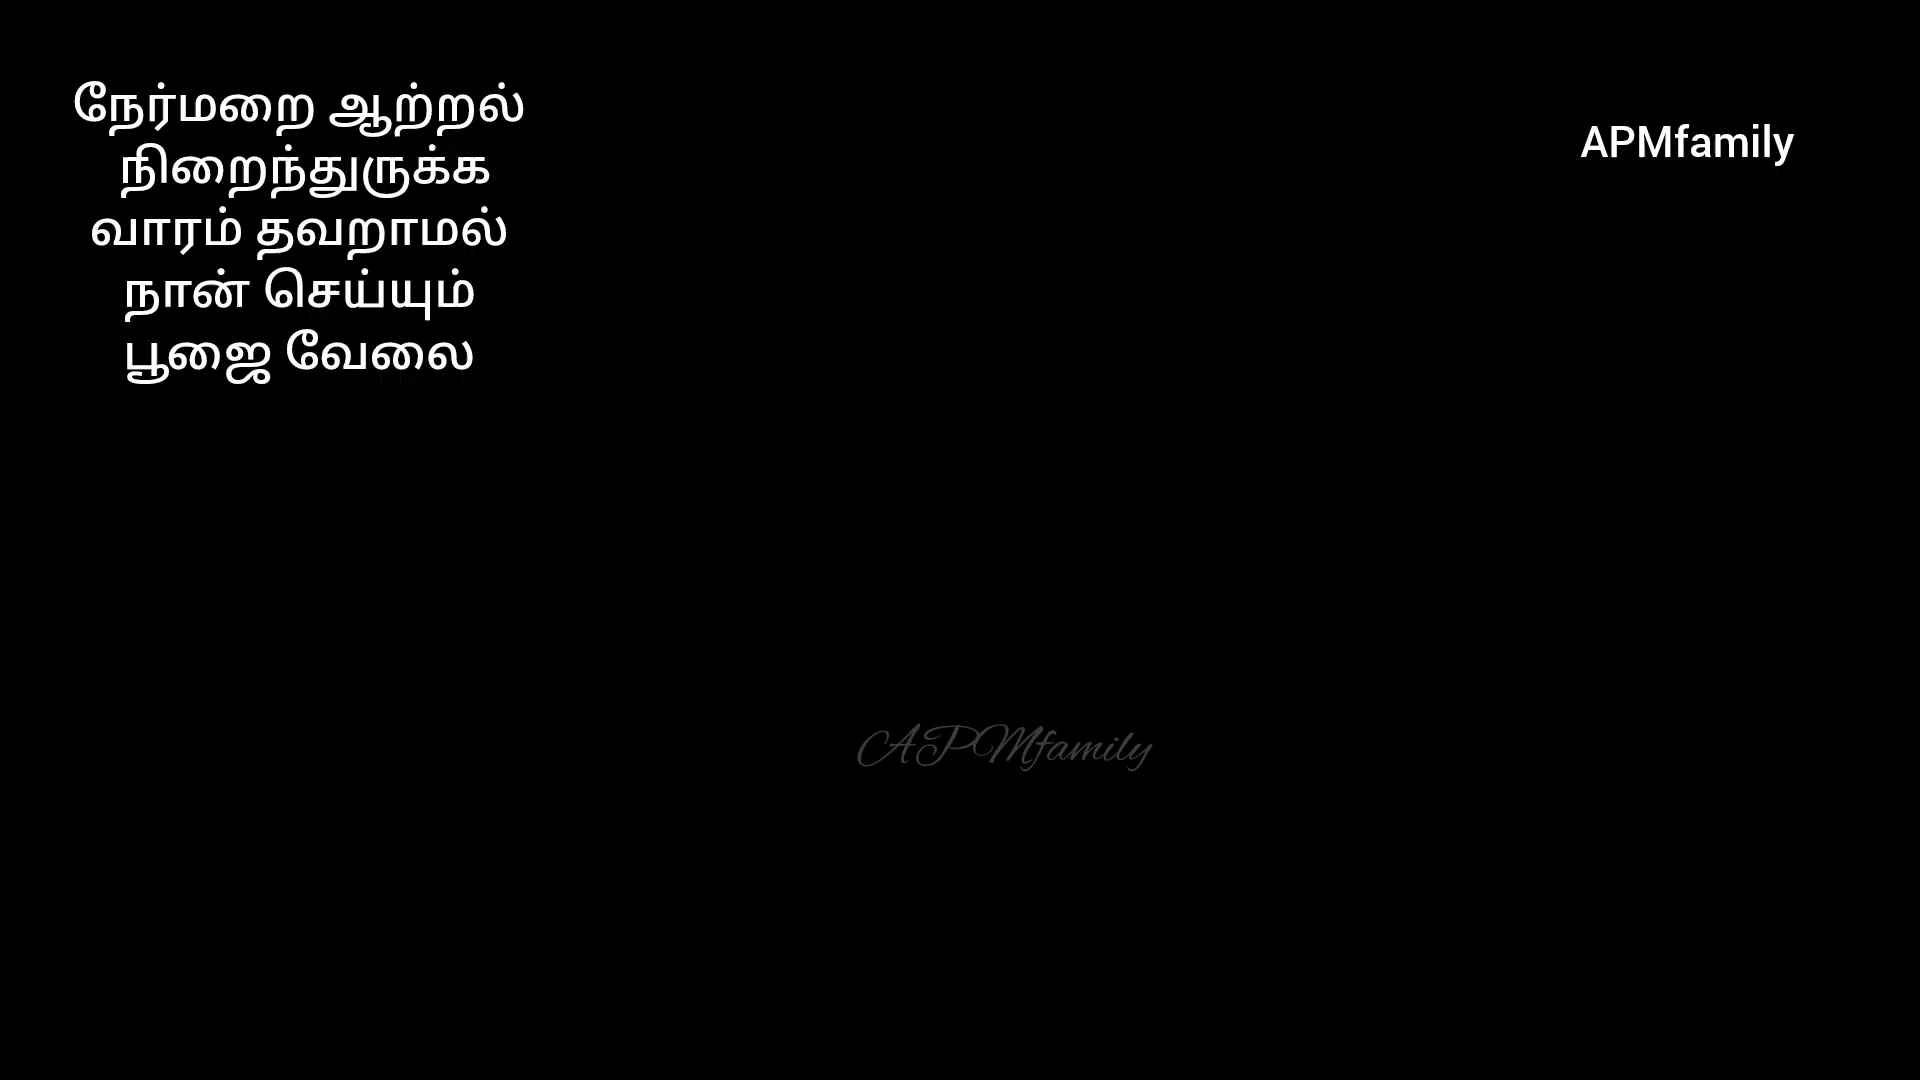 நேர்மறை ஆற்றல்
நிறைந்துருக்க
வாரம் தவறாமல்
நான் செய்யும்
பூஜை வேலை
APMfamily
APMfamily